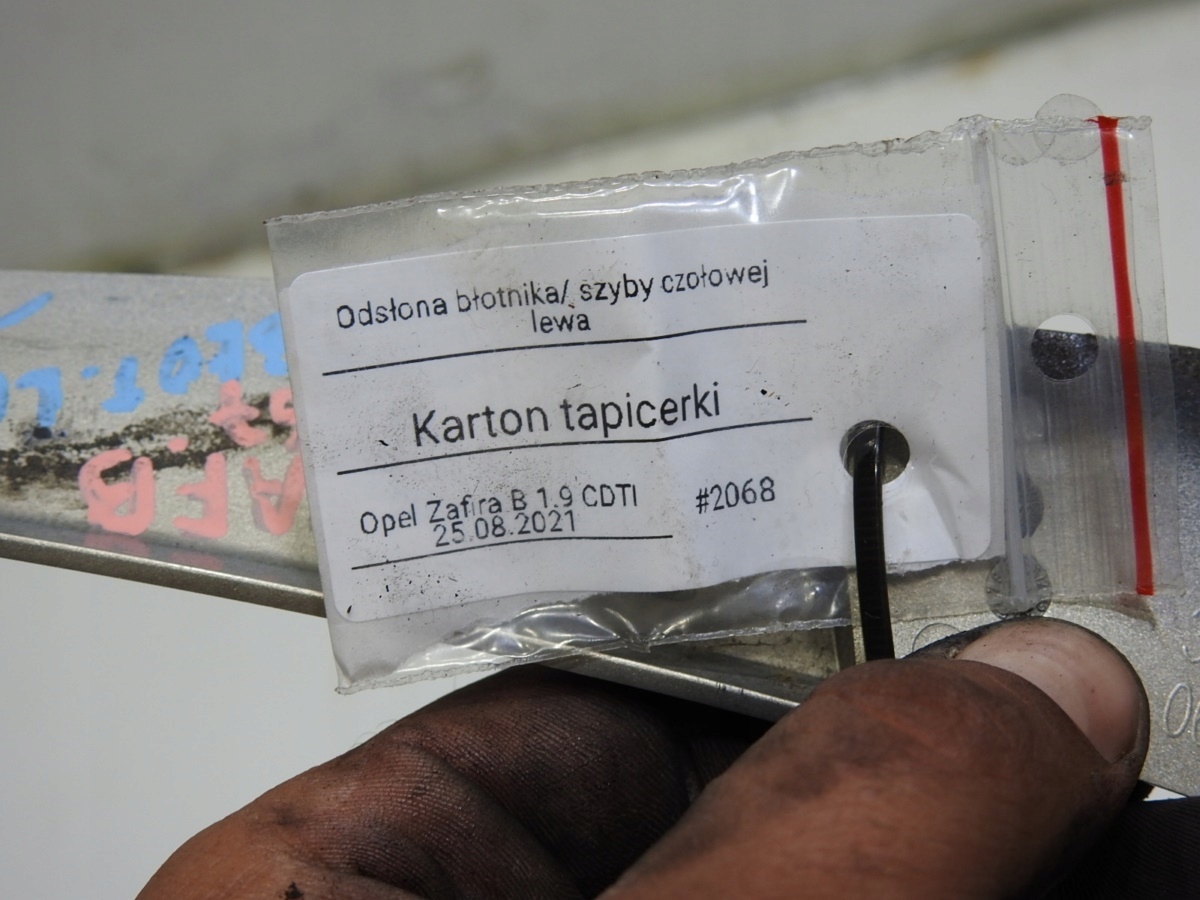 Odsłona błotnika/ szyby czołowej
lewa
Karton tapicerki
Opel Zafira B 1.9 CDTI #2068
25.08.2021